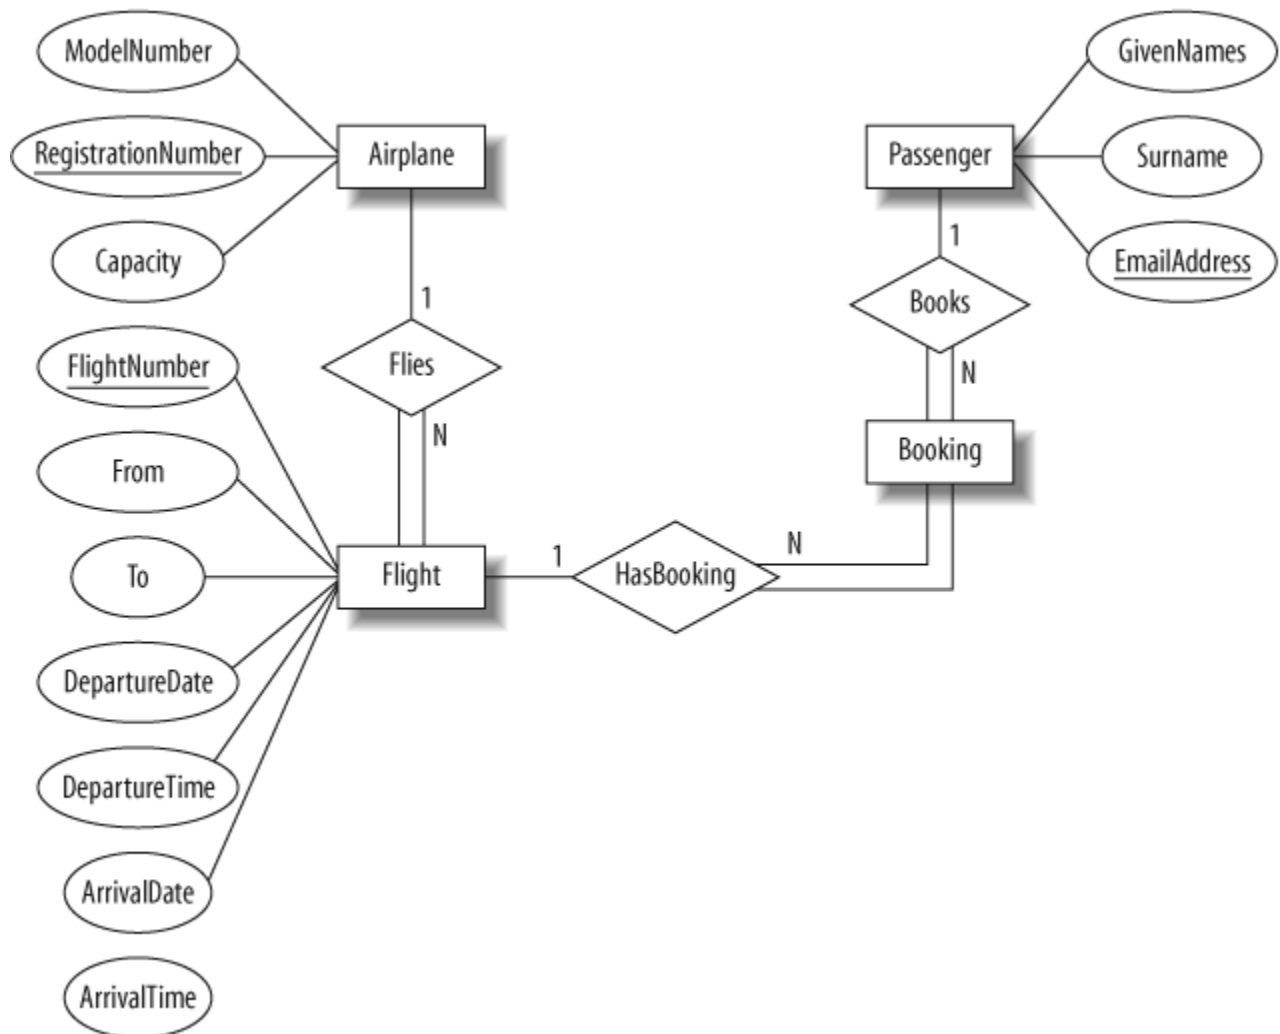 ModelNumber
GivenNames
RegistrationNumber
Airplane
Passenger
Surname
1
Capacity
EmailAddress
1
Books
FlightNumber
Flies
N
N
Booking
From
N
1
To
Flight
HasBooking
DepartureDate
DepartureTime
ArrivalDate
ArrivalTime